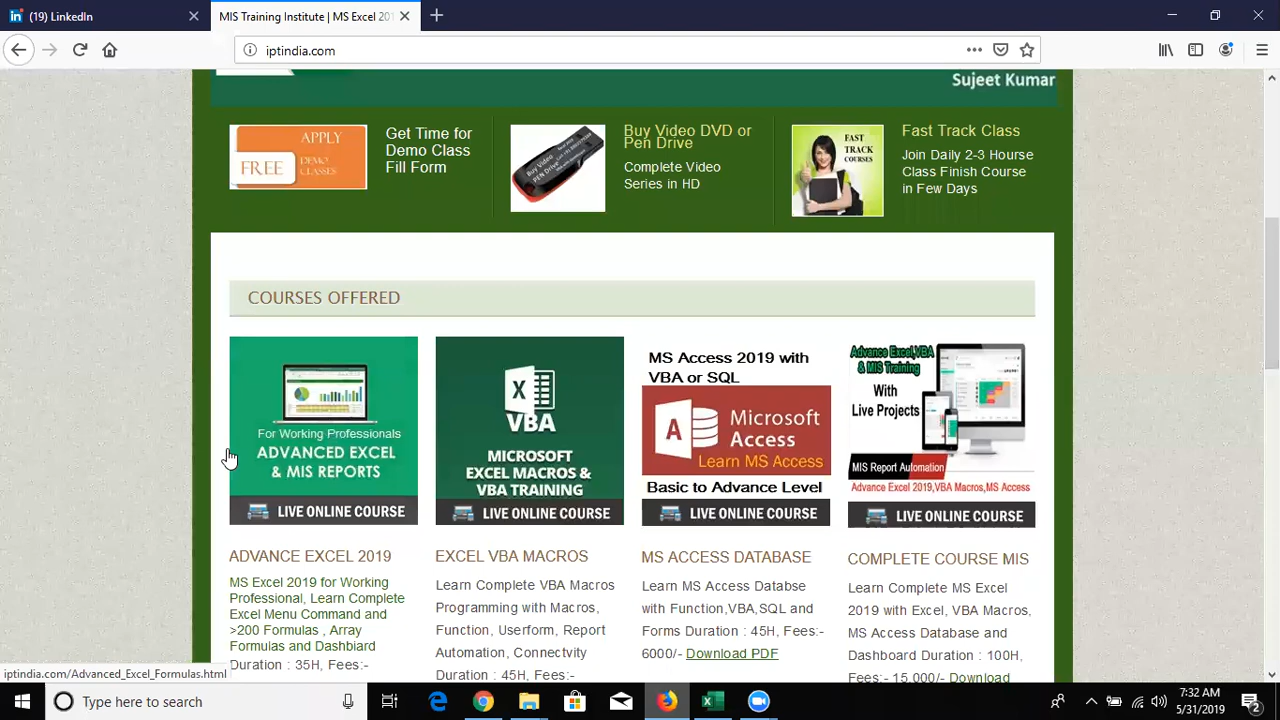 (19) LinkedIn
MIS Training Institute | MS Excel 201
iptindia.com
Sujeet Kumar
APPLY
FREE
DEMO
CLASSES
Get Time for
Demo Class
Fill Form
Buy Video DVD or
Pen Drive
Complete Video
Series in HD
FAST
TRACK
COURSES
Fast Track Class
Join Daily 2-3 Hourse
Class Finish Course
in Few Days
COURSES OFFERED
For Working Professionals
ADVANCED EXCEL
& MIS REPORTS
LIVE ONLINE COURSE
ADVANCE EXCEL 2019
MS Excel 2019 for Working
Professional, Learn Complete
Excel Menu Command and
>200 Formulas , Array
Formulas and Dashbiard
Duration : 35H, Fees:-
VBA
MICROSOFT
EXCEL MACROS &
VBA TRAINING
LIVE ONLINE COURSE
EXCEL VBA MACROS
Learn Complete VBA Macros
Programming with Macros,
Function, Userform, Report
Automation, Connectvity
Duration : 45H, Fees:-
MS Access 2019 with
VBA or SQL
Microsoft
Access
Learn MS Access
Basic to Advance Level
LIVE ONLINE COURSE
MS ACCESS DATABASE
Learn MS Access Databse
with Function,VBA,SQL and
Forms Duration : 45H, Fees:-
6000/- Download PDF
Advance Excel,VBA
& MIS Training
With
Live Projects
MIS Report Automation
Advance Excel 2019,VBA Macros,MS Access
LIVE ONLINE COURSE
COMPLETE COURSE MIS
Learn Complete MS Excel
2019 with Excel, VBA Macros,
MS Access Database and
Dashboard Duration : 100H,
Fees:- 15,000/- Download
iptindia.com/Advanced_Excel_Formulas.html
Type here to search
7:32 AM
5/31/2019
2